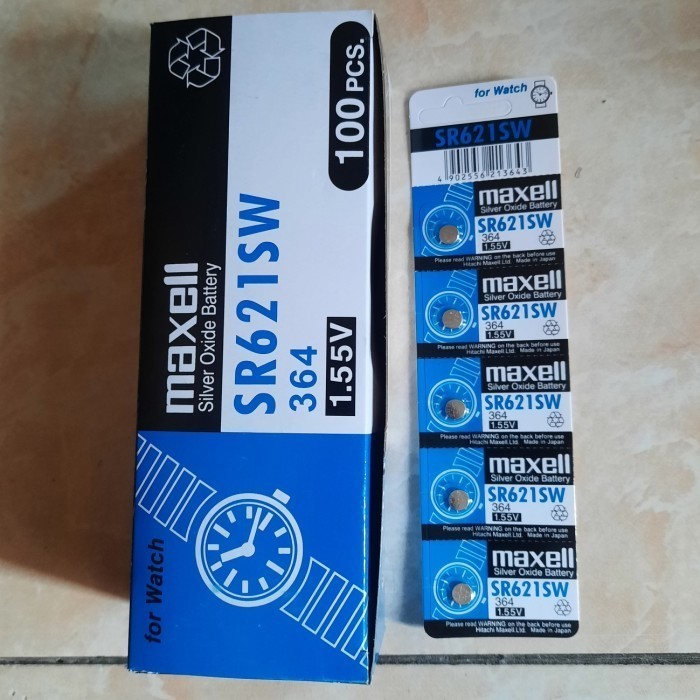 100 PCS.
maxell
Silver Oxide Battery
SR621SW
364
1.55V
for Watch
for Watch
SR621SW
4 902556 213643
maxell
Silver Oxide Battery
SR621SW
364
1.55V
Please read WARNING on the back before use
Hitachi Maxell Ltd. Made in Japan
maxell
Silver Oxide Battery
SR621SW
364
1.55V
Please read WARNING on the back before use
Hitachi Maxell.Ltd. Made in Japan
maxell
Silver Oxide Battery
SR621SW
364
1.55V
Please read WARNING on the back before use
Hitachi Maxell.Ltd. Made in Japan
maxell
Silver Oxide Battery
SR621SW
364
1.55V
Please read WARNING on the back before use
Hitachi Maxell.Ltd. Made in Japan
maxell
Silver Oxide Battery
SR621SW
364
1.55V
Please read WARNING on the back before use
Hitachi Maxell.Ltd. Made in Japan